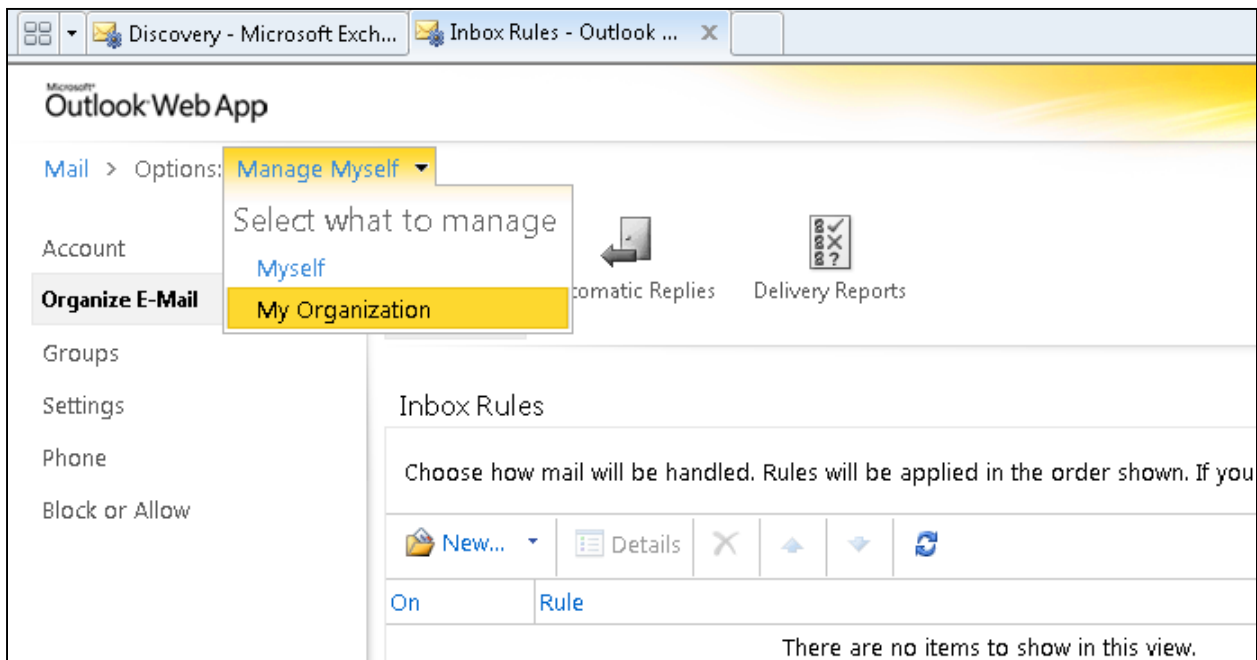 Discovery - Microsoft Exch...
Inbox Rules - Outlook ...
Microsoft®
Outlook Web App
Mail > Options: Manage Myself
Select what to manage
Myself
My Organization
Account
Organize E-Mail
Groups
Settings
Phone
Block or Allow
tomatic Replies
Delivery Reports
Inbox Rules
Choose how mail will be handled. Rules will be applied in the order shown. If you
New... Details
On Rule
There are no items to show in this view.